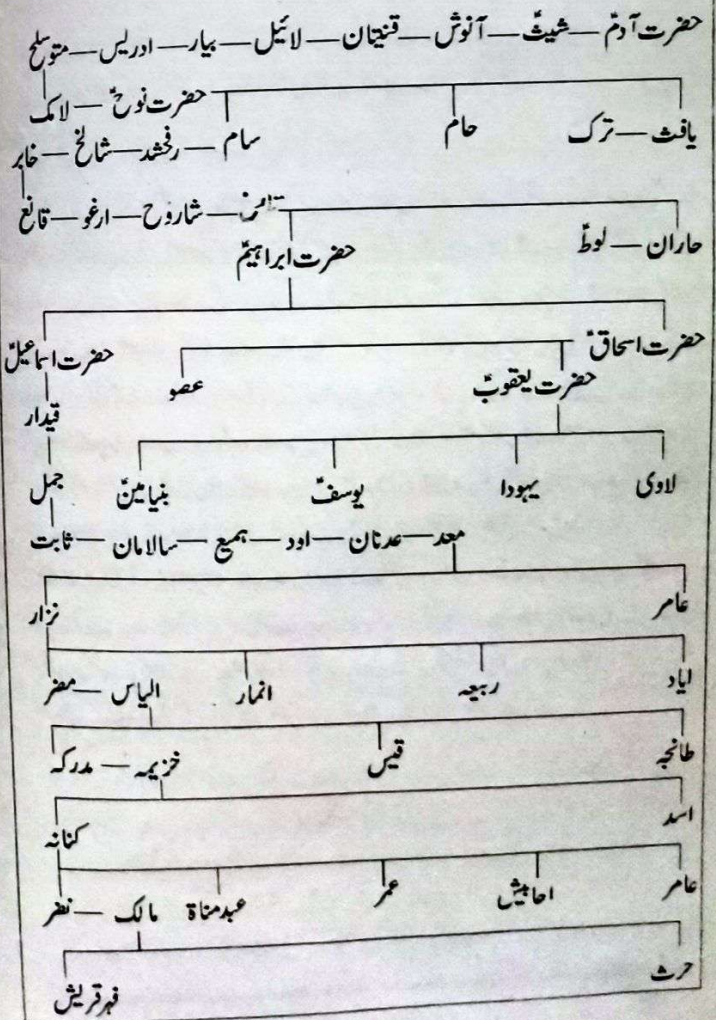 حضرت آدمؑ — شیثؑ — آنوش — قنیتان — لائیل — بیار — ادریس — متوسلح
حضرت نوحؑ — لامک
یافث — ترک حام سام — رفخشد — شالخ — خابر
شاروح — ارغو — قانع
حاران — لوطؑ حضرت ابراہیمؑ
حضرت اسحاقؑ حضرت اسماعیلؑ
حضرت یعقوبؑ عصو
قیدار
لاوی یہودا یوسفؑ بنیامینؑ حمل
معد — عدنان — اود — ہمیع — سالامان — ثابت
عامر نزار
ایاد ربیعہ انمار الیاس — مضر
طانجہ قیس خزیمہ — مدرکہ
اسد کنانہ
عامر احابیش عمر عبدمناۃ مالک — نضر
حرث فہر قریش